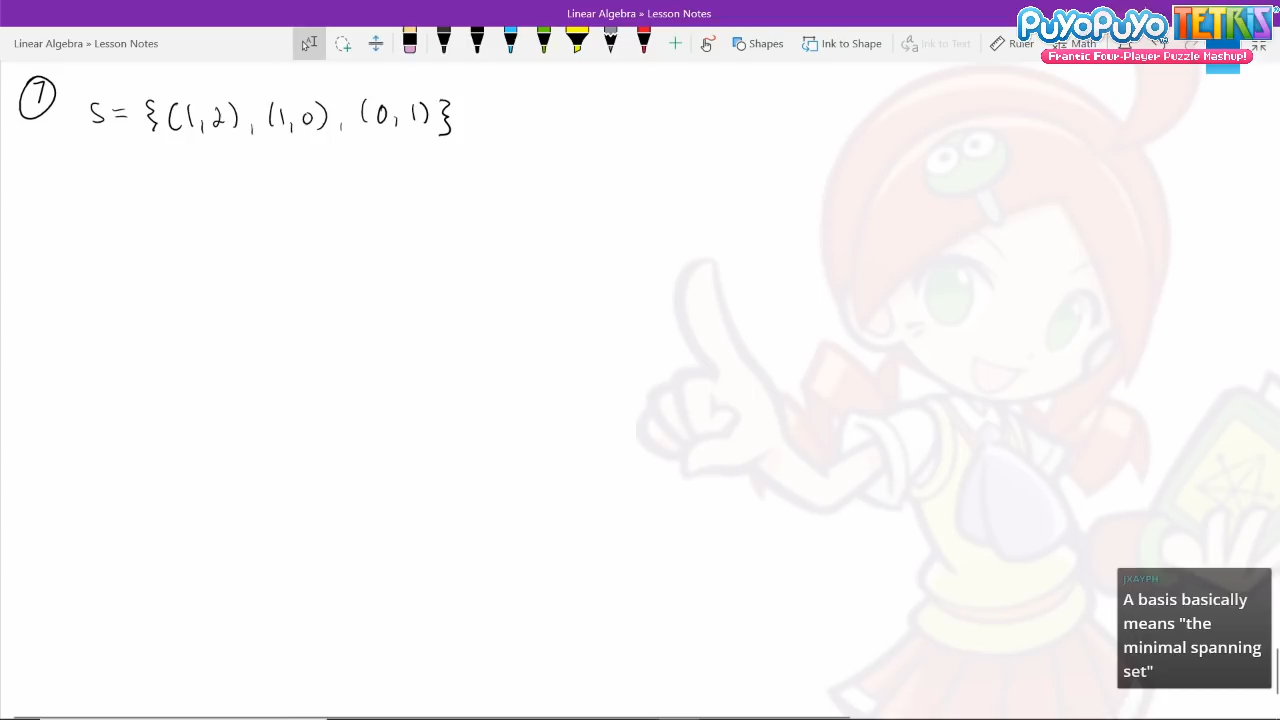 Linear Algebra » Lesson Notes
PuyoPuyo TETRIS
Linear Algebra » Lesson Notes
Shapes
Ink to Shape
Ink to Text
Ruler
Math
Frantic Four-Player Puzzle Mashup!
7 S = {(1,2), (1,0), (0,1)}
JXAYPH
A basis basically
means "the
minimal spanning
set"